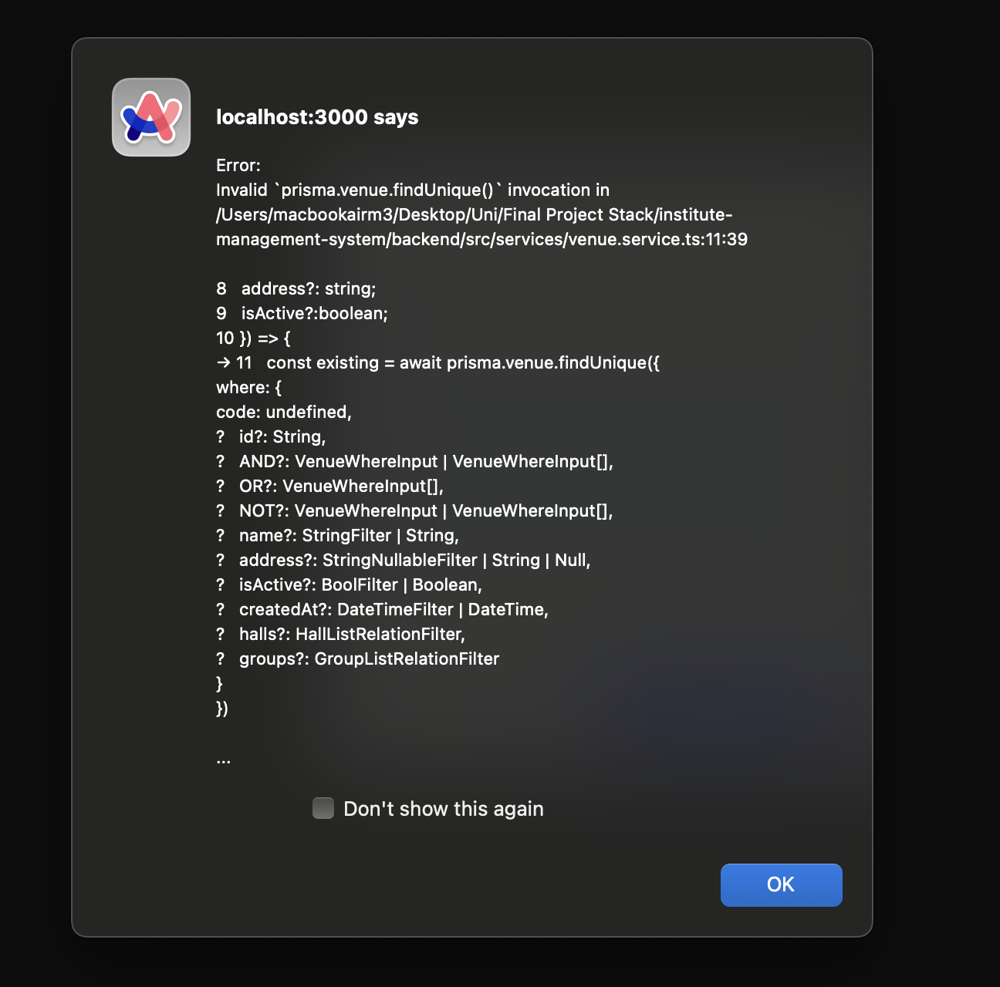 localhost:3000 says
Error:
Invalid `prisma.venue.findUnique()` invocation in
/Users/macbookairm3/Desktop/Uni/Final Project Stack/institute-
management-system/backend/src/services/venue.service.ts:11:39
8   address?: string;
9   isActive?:boolean;
10 }) => {
→ 11   const existing = await prisma.venue.findUnique({
where: {
code: undefined,
?   id?: String,
?   AND?: VenueWhereInput | VenueWhereInput[],
?   OR?: VenueWhereInput[],
?   NOT?: VenueWhereInput | VenueWhereInput[],
?   name?: StringFilter | String,
?   address?: StringNullableFilter | String | Null,
?   isActive?: BoolFilter | Boolean,
?   createdAt?: DateTimeFilter | DateTime,
?   halls?: HallListRelationFilter,
?   groups?: GroupListRelationFilter
}
})
...
Don't show this again
OK